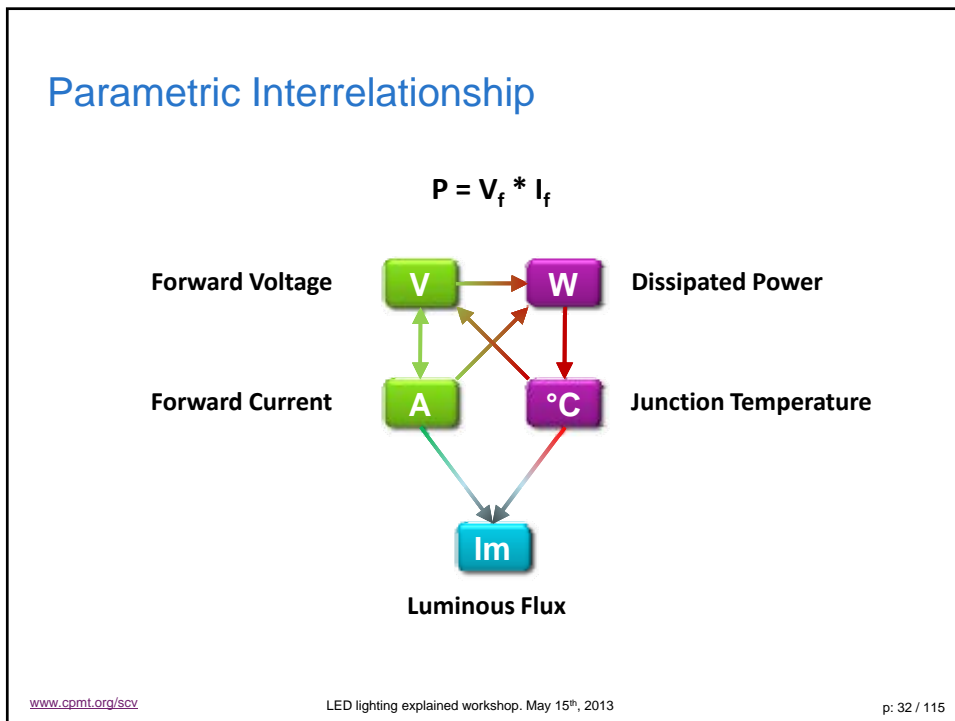 Parametric Interrelationship
P = Vf * If
Forward Voltage V W Dissipated Power
Forward Current A °C Junction Temperature
lm
Luminous Flux
www.cpmt.org/scv LED lighting explained workshop. May 15th, 2013 p: 32 / 115